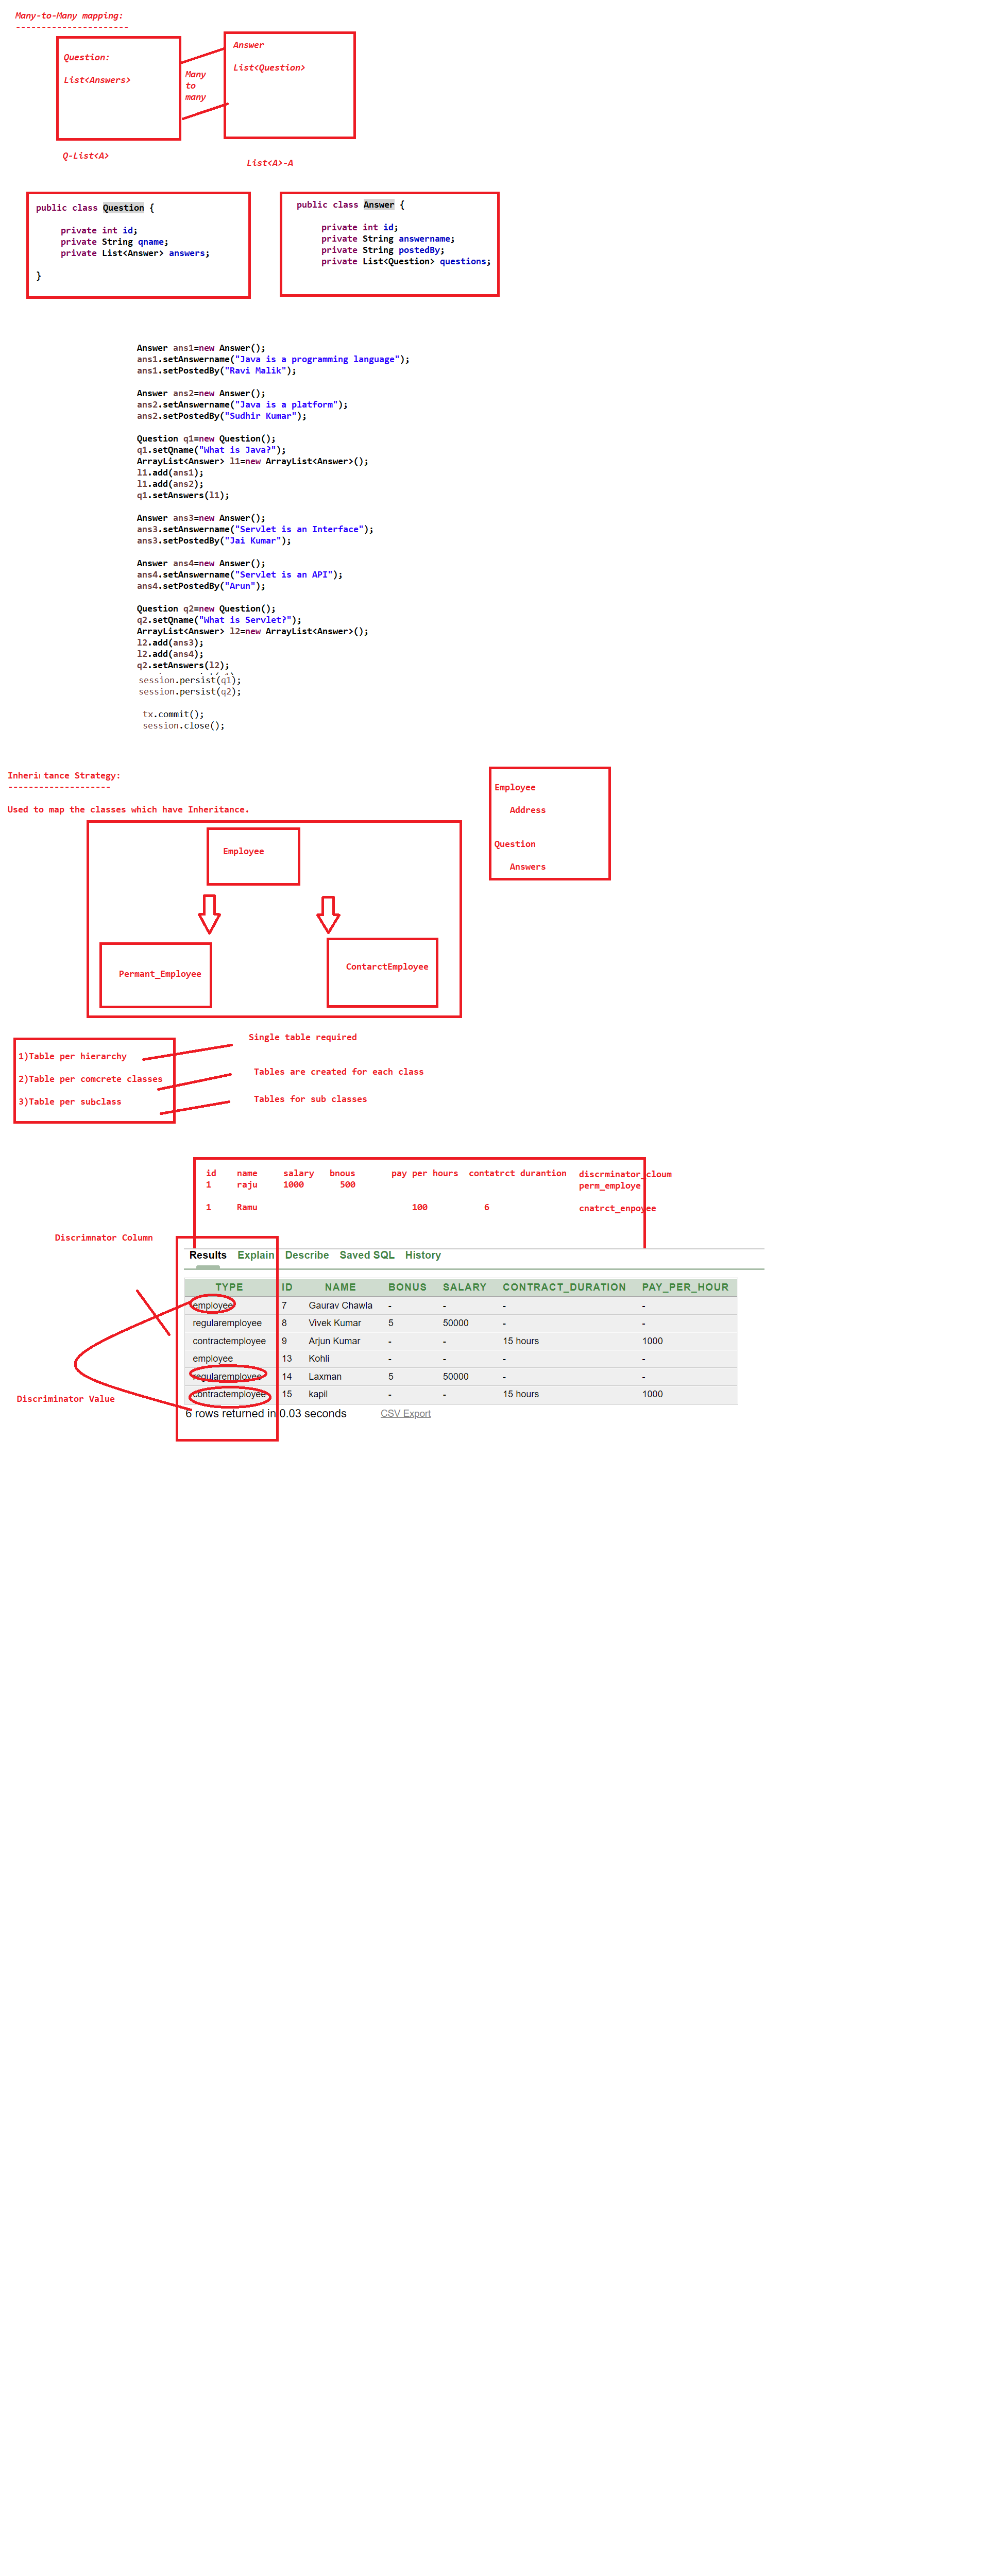 Many-to-Many mapping:
----------------------
Question:
List<Answers>
Many
to
many
Answer
List<Question>
Q-List<A>
List<A>-A
public class Question {
private int id;
private String qname;
private List<Answer> answers;
}
public class Answer {
private int id;
private String answername;
private String postedBy;
private List<Question> questions;
Answer ans1=new Answer();
ans1.setAnswername("Java is a programming language");
ans1.setPostedBy("Ravi Malik");
Answer ans2=new Answer();
ans2.setAnswername("Java is a platform");
ans2.setPostedBy("Sudhir Kumar");
Question q1=new Question();
q1.setQname("What is Java?");
ArrayList<Answer> l1=new ArrayList<Answer>();
l1.add(ans1);
l1.add(ans2);
q1.setAnswers(l1);
Answer ans3=new Answer();
ans3.setAnswername("Servlet is an Interface");
ans3.setPostedBy("Jai Kumar");
Answer ans4=new Answer();
ans4.setAnswername("Servlet is an API");
ans4.setPostedBy("Arun");
Question q2=new Question();
q2.setQname("What is Servlet?");
ArrayList<Answer> l2=new ArrayList<Answer>();
l2.add(ans3);
l2.add(ans4);
q2.setAnswers(l2);
session.persist(q1);
session.persist(q2);
tx.commit();
session.close();
Inheritance Strategy:
--------------------
Used to map the classes which have Inheritance.
Employee
Address
Question
Answers
Employee
Permant_Employee
ContarctEmployee
1)Table per hierarchy
2)Table per comcrete classes
3)Table per subclass
Single table required
Tables are created for each class
Tables for sub classes
id name salary bnous pay per hours contatrct durantion discrminator_cloum
1 raju 1000 500 perm_employe
1 Ramu 100 6 cnatrct_enpoyee
Discrimnator Column
Results Explain Describe Saved SQL History
TYPE ID NAME BONUS SALARY CONTRACT_DURATION PAY_PER_HOUR
employee 7 Gaurav Chawla - - - -
regularemployee 8 Vivek Kumar 5 50000 - -
contractemployee 9 Arjun Kumar - - 15 hours 1000
employee 13 Kohli - - - -
regularemployee 14 Laxman 5 50000 - -
contractemployee 15 kapil - - 15 hours 1000
Discriminator Value
6 rows returned in 0.03 seconds CSV Export